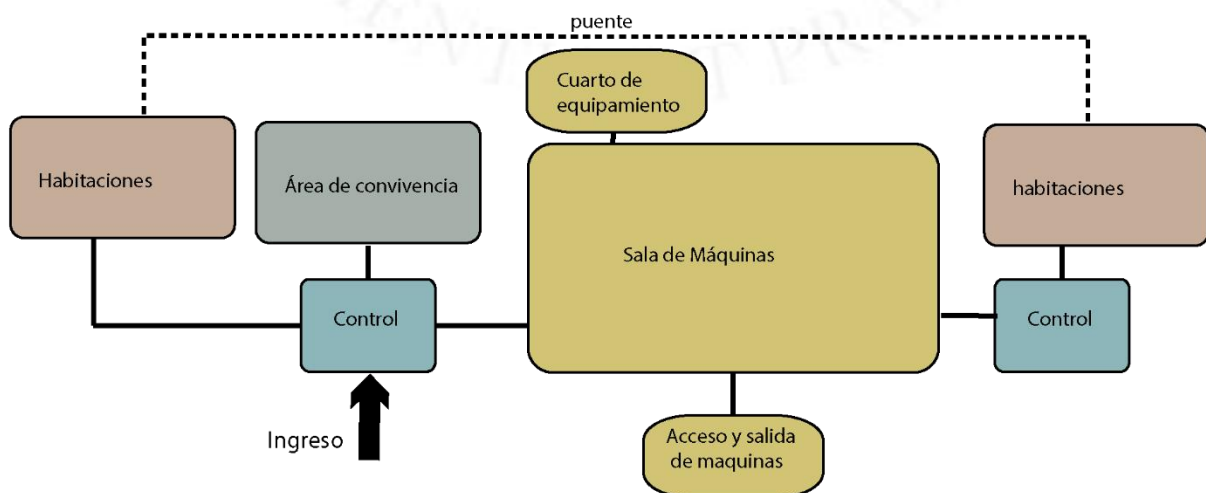 puente
Cuarto de
equipamiento
Habitaciones
Área de convivencia
habitaciones
Sala de Máquinas
Control
Control
Ingreso
Acceso y salida
de maquinas